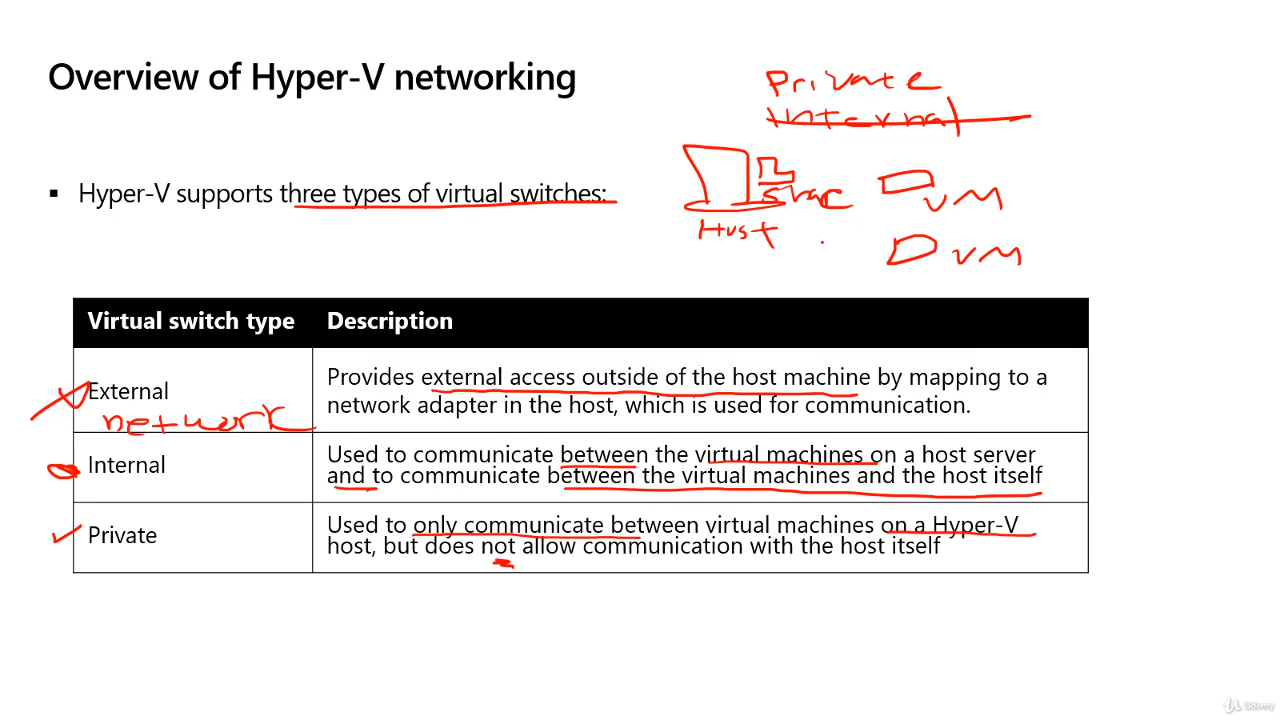 Overview of Hyper-V networking
Private
Internal
▪ Hyper-V supports three types of virtual switches:
VM
Host
VM
Virtual switch type Description
External
network
Provides external access outside of the host machine by mapping to a
network adapter in the host, which is used for communication.
Internal
Used to communicate between the virtual machines on a host server
and to communicate between the virtual machines and the host itself
Private
Used to only communicate between virtual machines on a Hyper-V
host, but does not allow communication with the host itself
Udemy